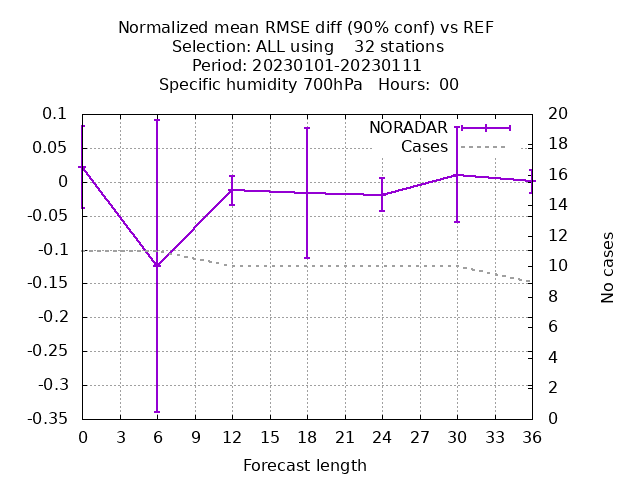 Normalized mean RMSE diff (90% conf) vs REF
Selection: ALL using    32 stations
Period: 20230101-20230111
Specific humidity 700hPa   Hours:  00
NORADAR
Cases
0.1
0.05
0
-0.05
-0.1
-0.15
-0.2
-0.25
-0.3
-0.35
20
18
16
14
12
10
8
6
4
2
0
No cases
0 3 6 9 12 15 18 21 24 27 30 33 36
Forecast length